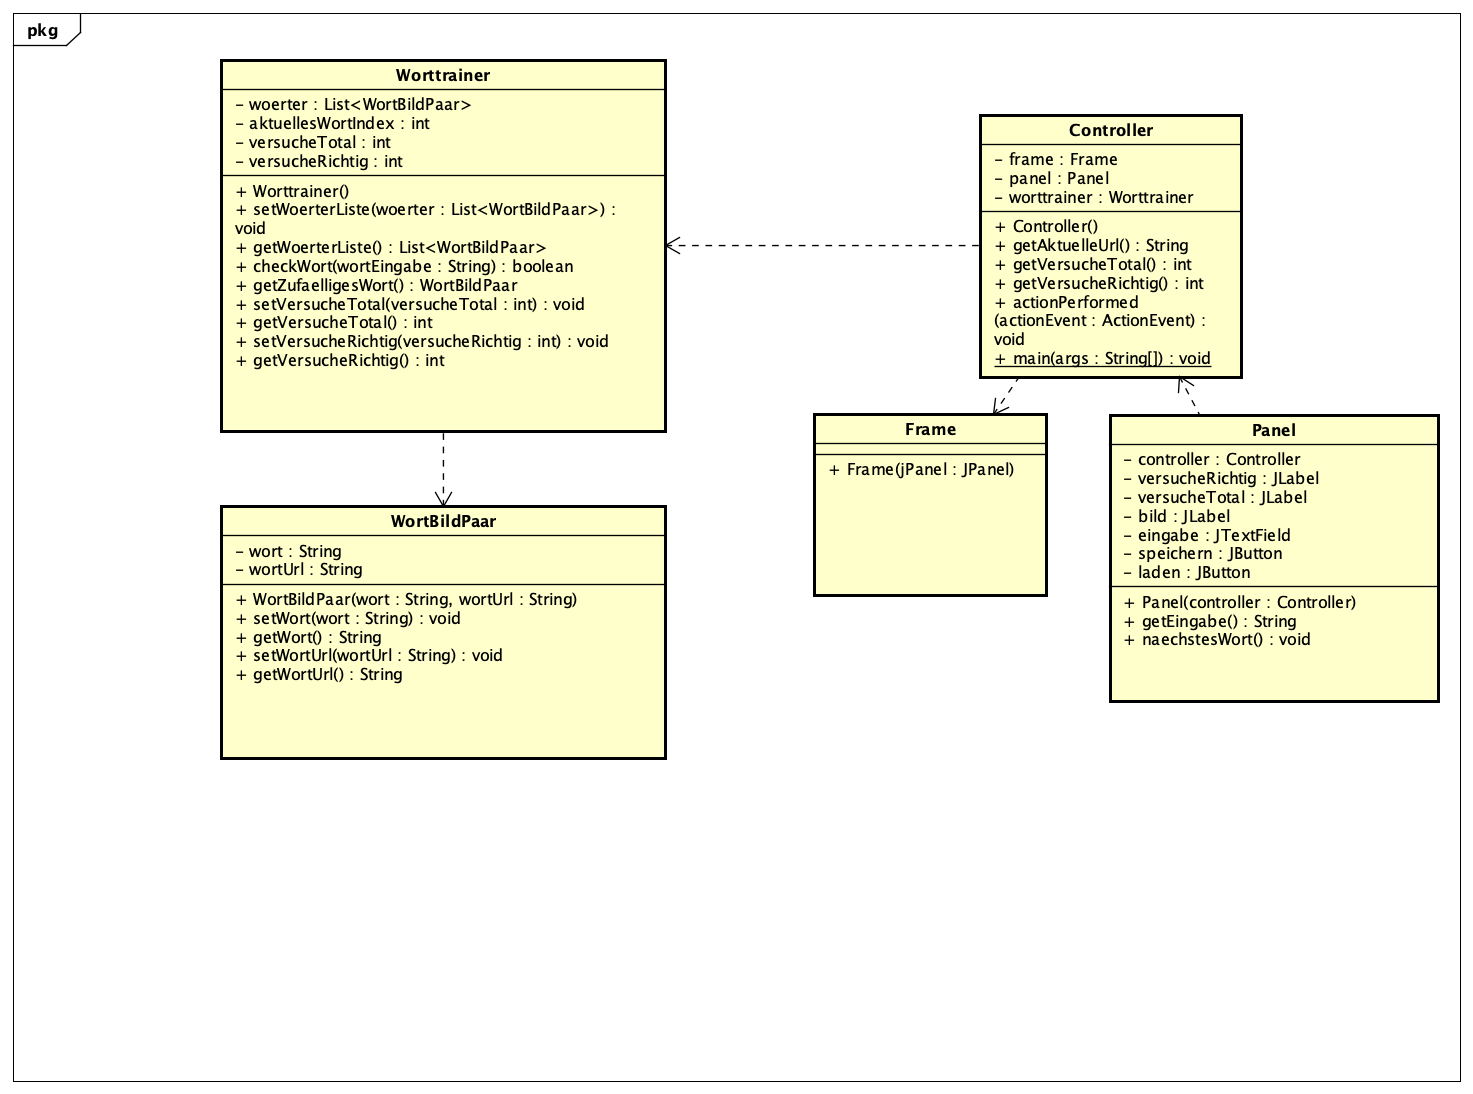 pkg
Worttrainer
– woerter : List<WortBildPaar>
– aktuellesWortIndex : int
– versucheTotal : int
– versucheRichtig : int
+ Worttrainer()
+ setWoerterListe(woerter : List<WortBildPaar>) :
void
+ getWoerterListe() : List<WortBildPaar>
+ checkWort(wortEingabe : String) : boolean
+ getZufaelligesWort() : WortBildPaar
+ setVersucheTotal(versucheTotal : int) : void
+ getVersucheTotal() : int
+ setVersucheRichtig(versucheRichtig : int) : void
+ getVersucheRichtig() : int
Controller
– frame : Frame
– panel : Panel
– worttrainer : Worttrainer
+ Controller()
+ getAktuelleUrl() : String
+ getVersucheTotal() : int
+ getVersucheRichtig() : int
+ actionPerformed
(actionEvent : ActionEvent) :
void
+ main(args : String[]) : void
Frame
+ Frame(jPanel : JPanel)
Panel
– controller : Controller
– versucheRichtig : JLabel
– versucheTotal : JLabel
– bild : JLabel
– eingabe : JTextField
– speichern : JButton
– laden : JButton
+ Panel(controller : Controller)
+ getEingabe() : String
+ naechstesWort() : void
WortBildPaar
– wort : String
– wortUrl : String
+ WortBildPaar(wort : String, wortUrl : String)
+ setWort(wort : String) : void
+ getWort() : String
+ setWortUrl(wortUrl : String) : void
+ getWortUrl() : String